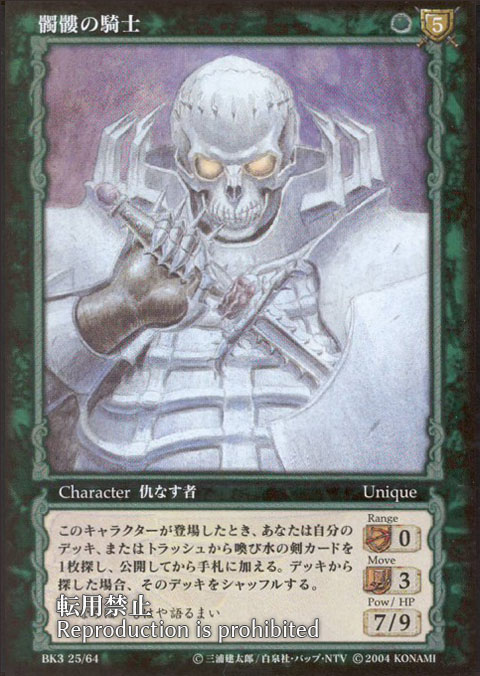 髑髏の騎士
5
Character 仇なす者 Unique
このキャラクターが登場したとき、あなたは自分の
デッキ、またはトラッシュから喚び水の剣カードを
1枚探し、公開してから手札に加える。デッキから
探した場合、そのデッキをシャッフルする。
Range
0
Move
3
Pow/ HP
7/9
転用禁止
や語るまい
Reproduction is prohibited
BK3 25/64 © 三浦建太郎/白泉社・バップ・NTV © 2004 KONAMI